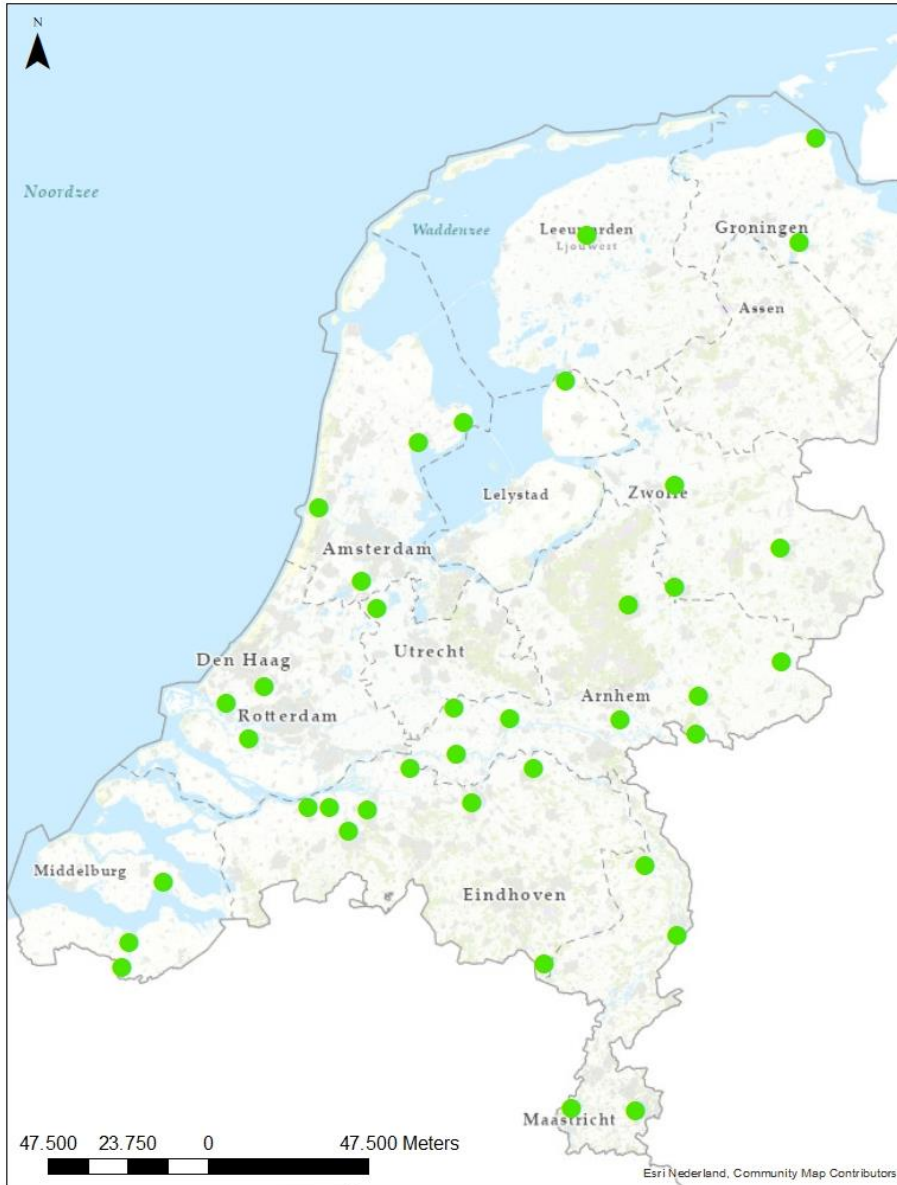 N
Noordzee
Waddenzee
Leeuwarden
Ljouwert
Groningen
Assen
Lelystad
Zwolle
Amsterdam
Utrecht
Den Haag
Arnhem
Rotterdam
Middelburg
Eindhoven
Maastricht
47.500 23.750 0 47.500 Meters
Esri Nederland, Community Map Contributors